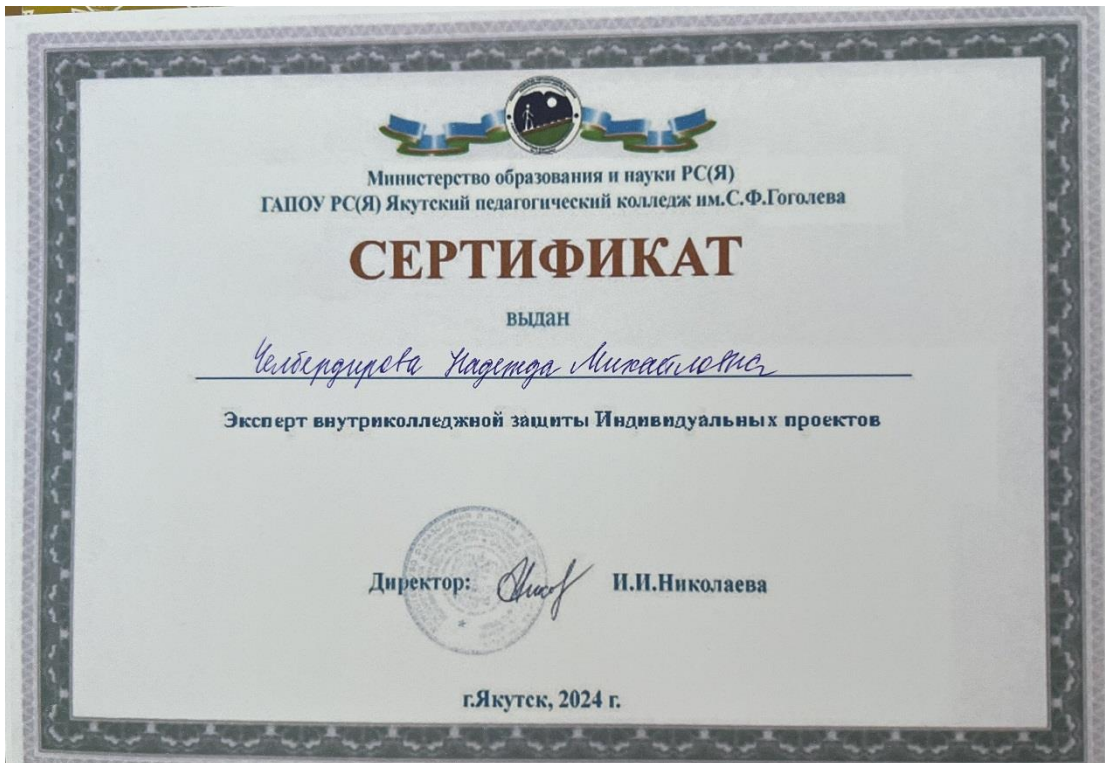 Министерство образования и науки РС(Я)
ГАПОУ РС(Я) Якутский педагогический колледж им.С.Ф.Гоголева
СЕРТИФИКАТ
выдан
Челбердирова Надежда Михайловна
Эксперт внутриколледжной защиты Индивидуальных проектов
Директор: И.И.Николаева
г.Якутск, 2024 г.